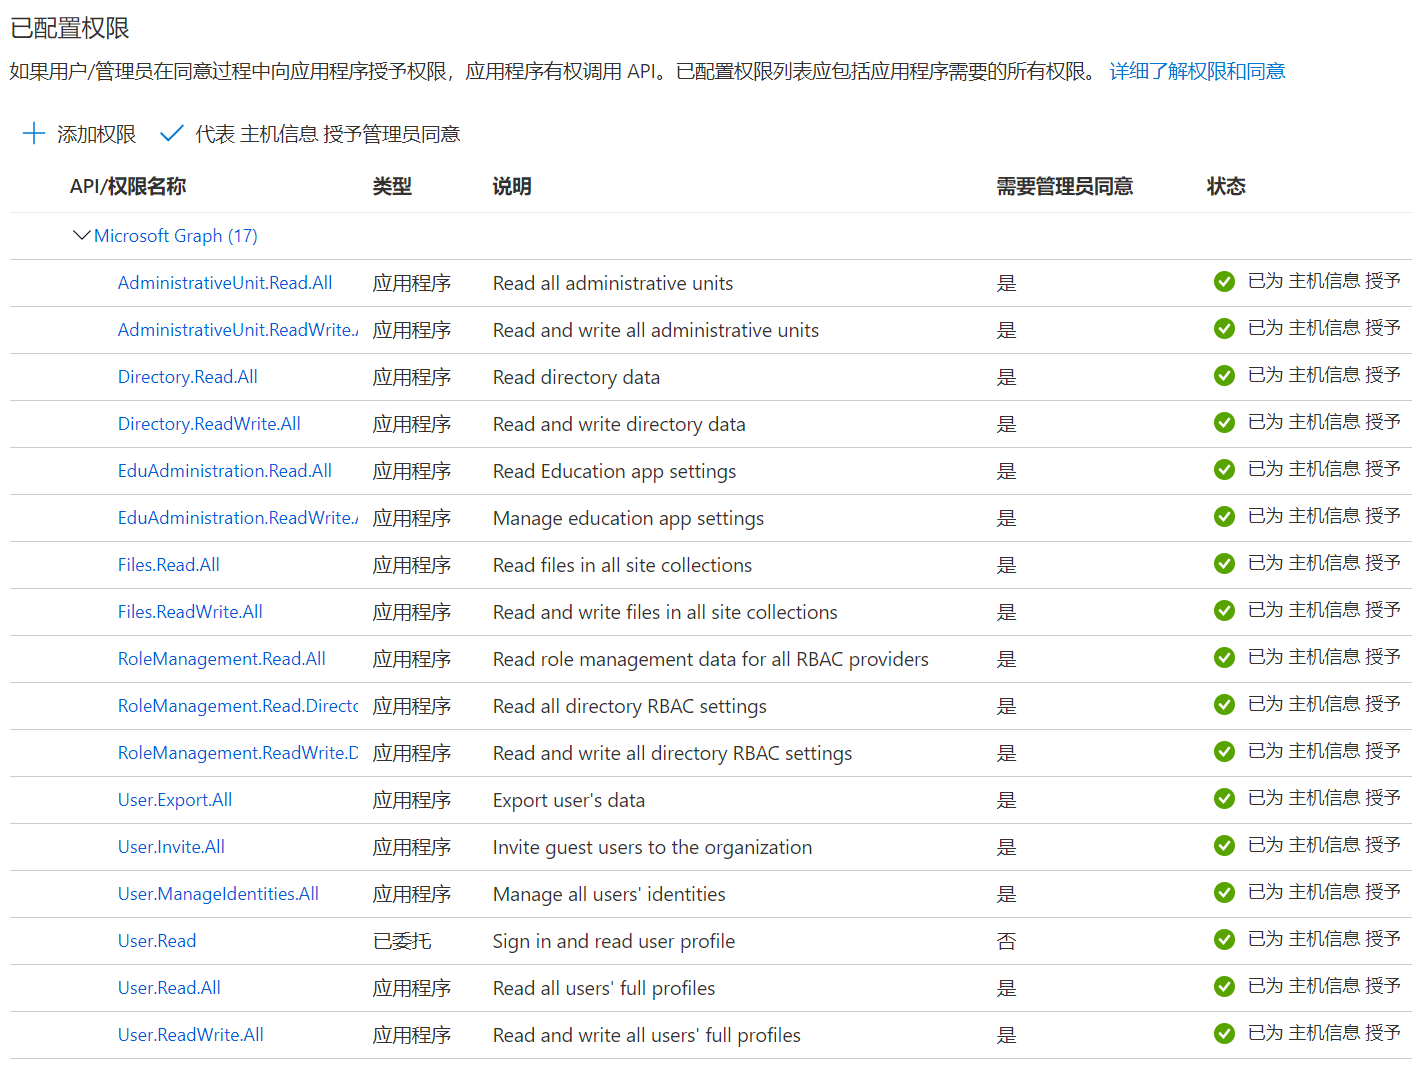 已配置权限
如果用户/管理员在同意过程中向应用程序授予权限，应用程序有权调用 API。已配置权限列表应包括应用程序需要的所有权限。 详细了解权限和同意
添加权限 代表 主机信息 授予管理员同意
API/权限名称 类型 说明 需要管理员同意 状态
Microsoft Graph (17)
AdministrativeUnit.Read.All 应用程序 Read all administrative units 是 已为 主机信息 授予
AdministrativeUnit.ReadWrite. 应用程序 Read and write all administrative units 是 已为 主机信息 授予
Directory.Read.All 应用程序 Read directory data 是 已为 主机信息 授予
Directory.ReadWrite.All 应用程序 Read and write directory data 是 已为 主机信息 授予
EduAdministration.Read.All 应用程序 Read Education app settings 是 已为 主机信息 授予
EduAdministration.ReadWrite. 应用程序 Manage education app settings 是 已为 主机信息 授予
Files.Read.All 应用程序 Read files in all site collections 是 已为 主机信息 授予
Files.ReadWrite.All 应用程序 Read and write files in all site collections 是 已为 主机信息 授予
RoleManagement.Read.All 应用程序 Read role management data for all RBAC providers 是 已为 主机信息 授予
RoleManagement.Read.Directo 应用程序 Read all directory RBAC settings 是 已为 主机信息 授予
RoleManagement.ReadWrite.D 应用程序 Read and write all directory RBAC settings 是 已为 主机信息 授予
User.Export.All 应用程序 Export user's data 是 已为 主机信息 授予
User.Invite.All 应用程序 Invite guest users to the organization 是 已为 主机信息 授予
User.ManageIdentities.All 应用程序 Manage all users' identities 是 已为 主机信息 授予
User.Read 已委托 Sign in and read user profile 否 已为 主机信息 授予
User.Read.All 应用程序 Read all users' full profiles 是 已为 主机信息 授予
User.ReadWrite.All 应用程序 Read and write all users' full profiles 是 已为 主机信息 授予